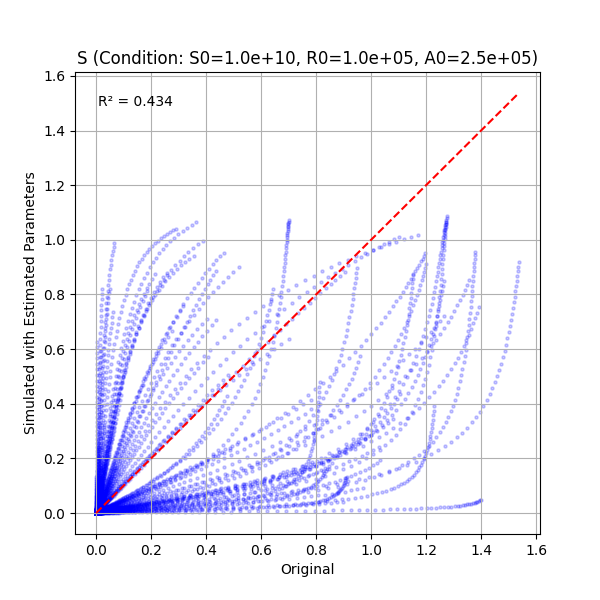 S (Condition: S0=1.0e+10, R0=1.0e+05, A0=2.5e+05)
R² = 0.434
1.6
1.4
1.2
1.0
0.8
0.6
0.4
0.2
0.0
Simulated with Estimated Parameters
0.0 0.2 0.4 0.6 0.8 1.0 1.2 1.4 1.6
Original